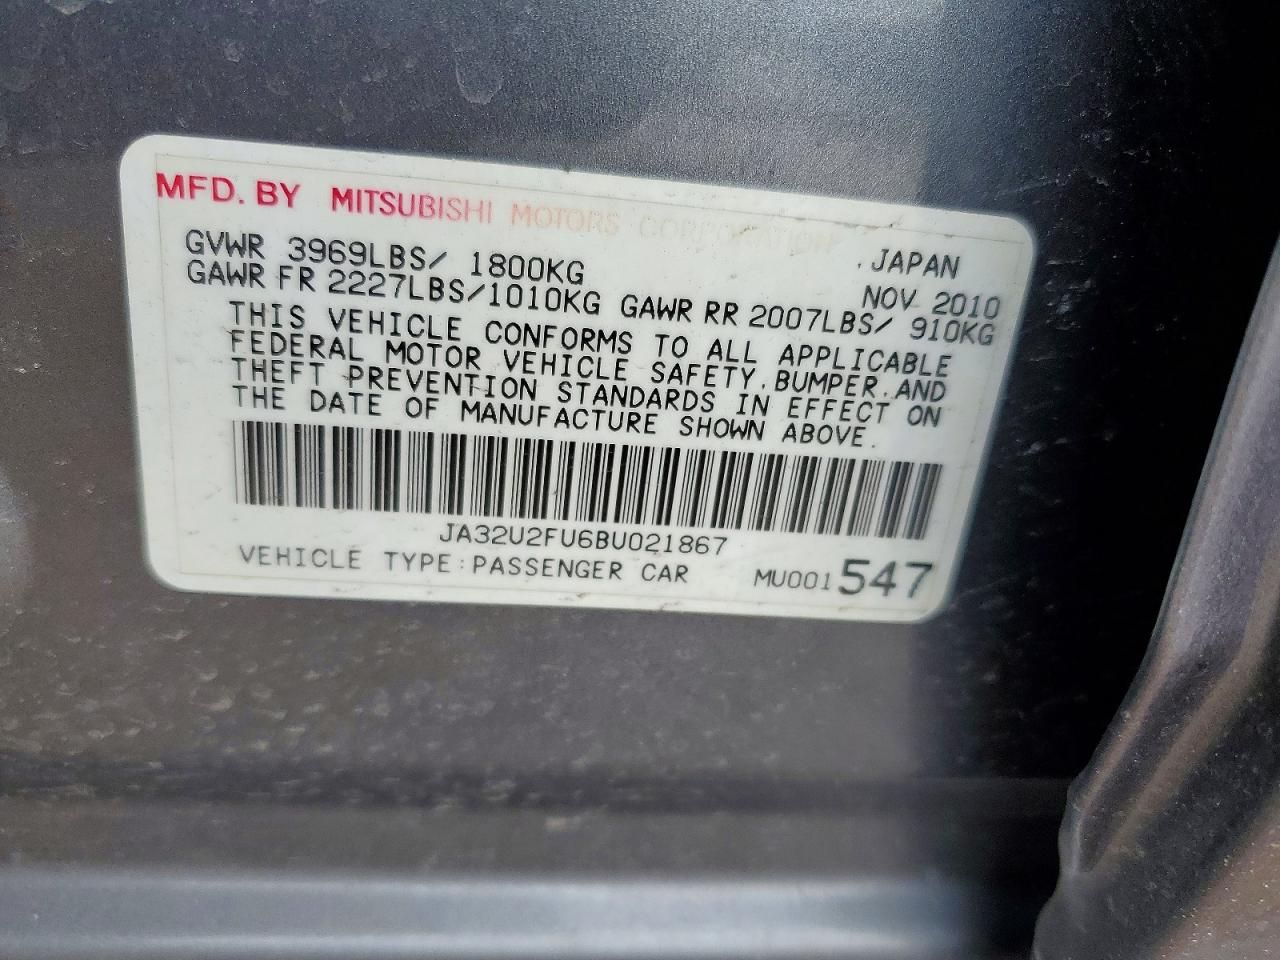 MFD. BY MITSUBISHI MOTORS CORPORATION
GVWR 3969LBS/ 1800KG JAPAN
NOV 2010
GAWR FR 2227LBS/1010KG GAWR RR 2007LBS/ 910KG
THIS VEHICLE CONFORMS TO ALL APPLICABLE
FEDERAL MOTOR VEHICLE SAFETY, BUMPER, AND
THEFT PREVENTION STANDARDS IN EFFECT ON
THE DATE OF MANUFACTURE SHOWN ABOVE.
JA32U2FU6BU021867
VEHICLE TYPE:PASSENGER CAR MU001547